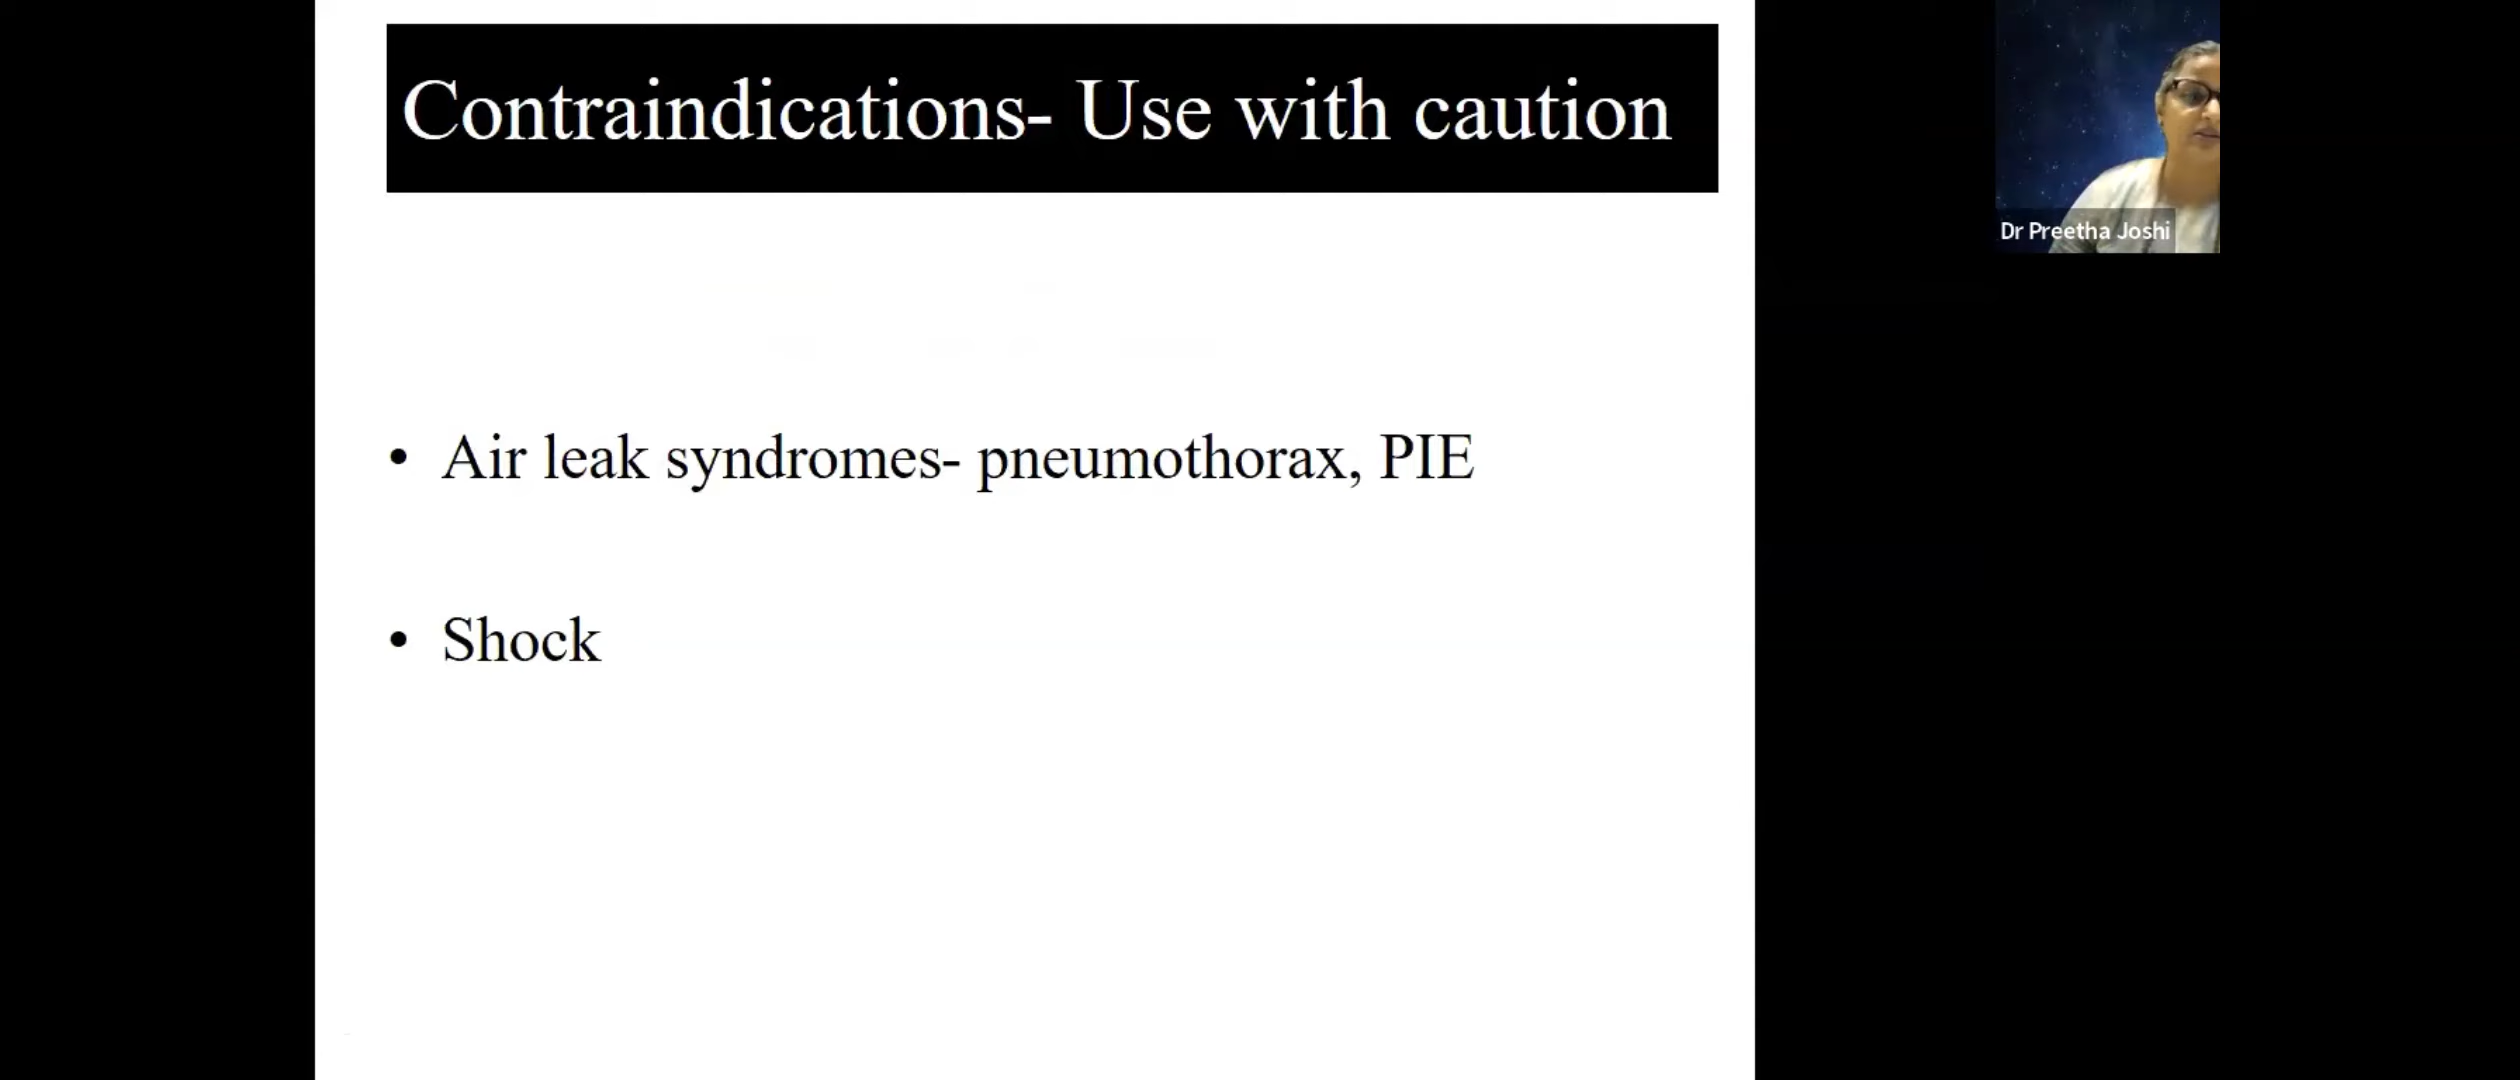 Contraindications- Use with caution
• Air leak syndromes- pneumothorax, PIE
• Shock
Dr Preetha Joshi